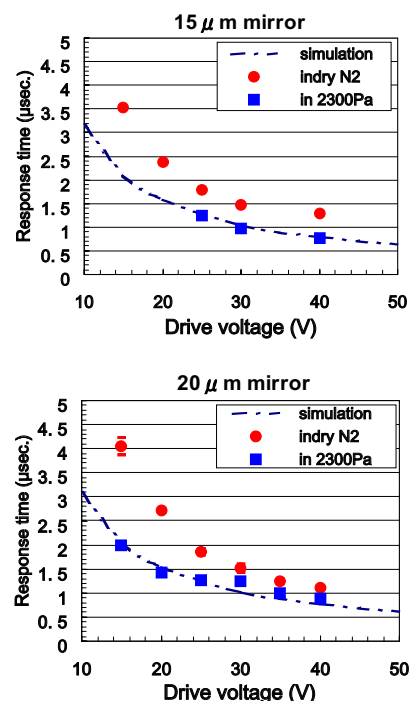 15 μm mirror
Response time (μsec.)
5
4.5
4
3.5
3
2.5
2
1.5
1
0.5
0
simulation
indry N2
in 2300Pa
10 20 30 40 50
Drive voltage (V)
20 μm mirror
Response time (μsec.)
5
4.5
4
3.5
3
2.5
2
1.5
1
0.5
0
simulation
indry N2
in 2300Pa
10 20 30 40 50
Drive voltage (V)